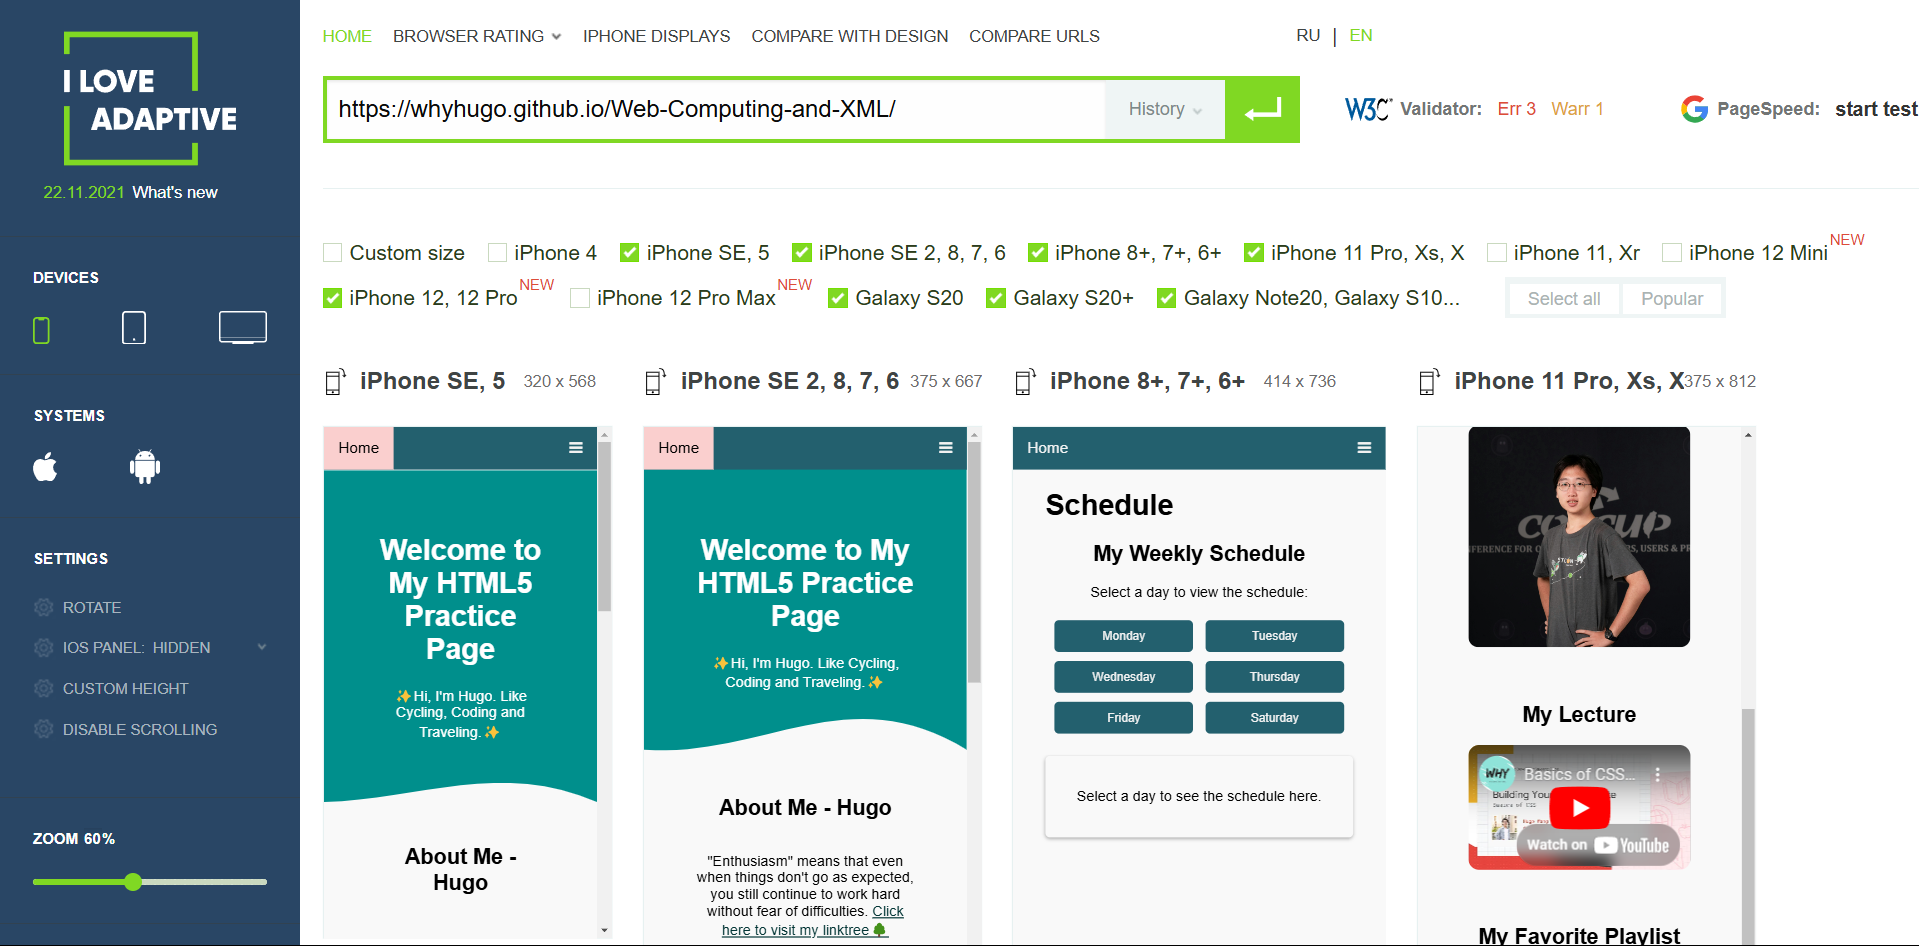 I LOVE
ADAPTIVE
22.11.2021 What's new
DEVICES
SYSTEMS
SETTINGS
ROTATE
IOS PANEL: HIDDEN
CUSTOM HEIGHT
DISABLE SCROLLING
ZOOM 60%
HOME BROWSER RATING IPHONE DISPLAYS COMPARE WITH DESIGN COMPARE URLS RU | EN
https://whyhugo.github.io/Web-Computing-and-XML/ History
W3C Validator: Err 3 Warr 1
G PageSpeed: start test
Custom size iPhone 4 iPhone SE, 5 iPhone SE 2, 8, 7, 6 iPhone 8+, 7+, 6+ iPhone 11 Pro, Xs, X iPhone 11, Xr iPhone 12 Mini NEW
iPhone 12, 12 Pro NEW iPhone 12 Pro Max NEW Galaxy S20 Galaxy S20+ Galaxy Note20, Galaxy S10... Select all Popular
iPhone SE, 5 320 x 568
Home
Welcome to
My HTML5
Practice
Page
✨Hi, I'm Hugo. Like
Cycling, Coding and
Traveling.✨
About Me -
Hugo
iPhone SE 2, 8, 7, 6 375 x 667
Home
Welcome to My
HTML5 Practice
Page
✨Hi, I'm Hugo. Like Cycling,
Coding and Traveling.✨
About Me - Hugo
"Enthusiasm" means that even
when things don't go as expected,
you still continue to work hard
without fear of difficulties. Click
here to visit my linktree🌳
iPhone 8+, 7+, 6+ 414 x 736
Home
Schedule
My Weekly Schedule
Select a day to view the schedule:
Monday Tuesday
Wednesday Thursday
Friday Saturday
Select a day to see the schedule here.
iPhone 11 Pro, Xs, X 375 x 812
My Lecture
WHY Basics of CSS...
Building You
Basics of CSS
Watch on YouTube
My Favorite Playlist